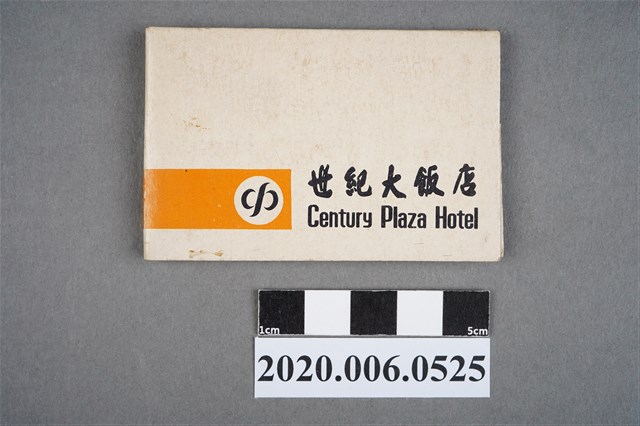 世紀大飯店
Century Plaza Hotel
1cm 5cm
2020.006.0525